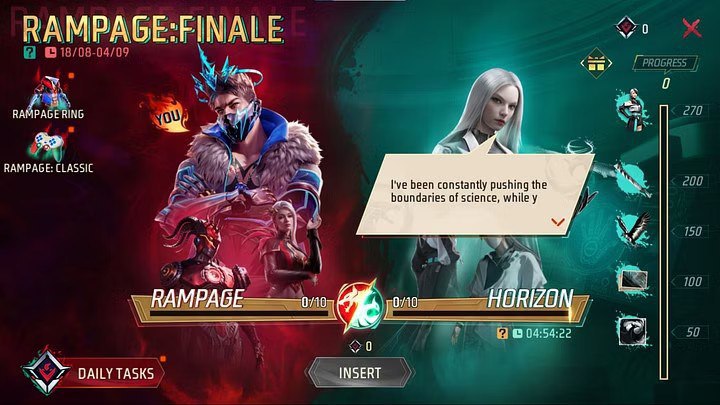 RAMPAGE:FINALE
? 18/08-04/09
0
PROGRESS
0
RAMPAGE RING
RAMPAGE: CLASSIC
YOU
I've been constantly pushing the
boundaries of science, while y
270
200
150
100
50
RAMPAGE 0/10
0/10 HORIZON
? 04:54:22
0
DAILY TASKS
INSERT